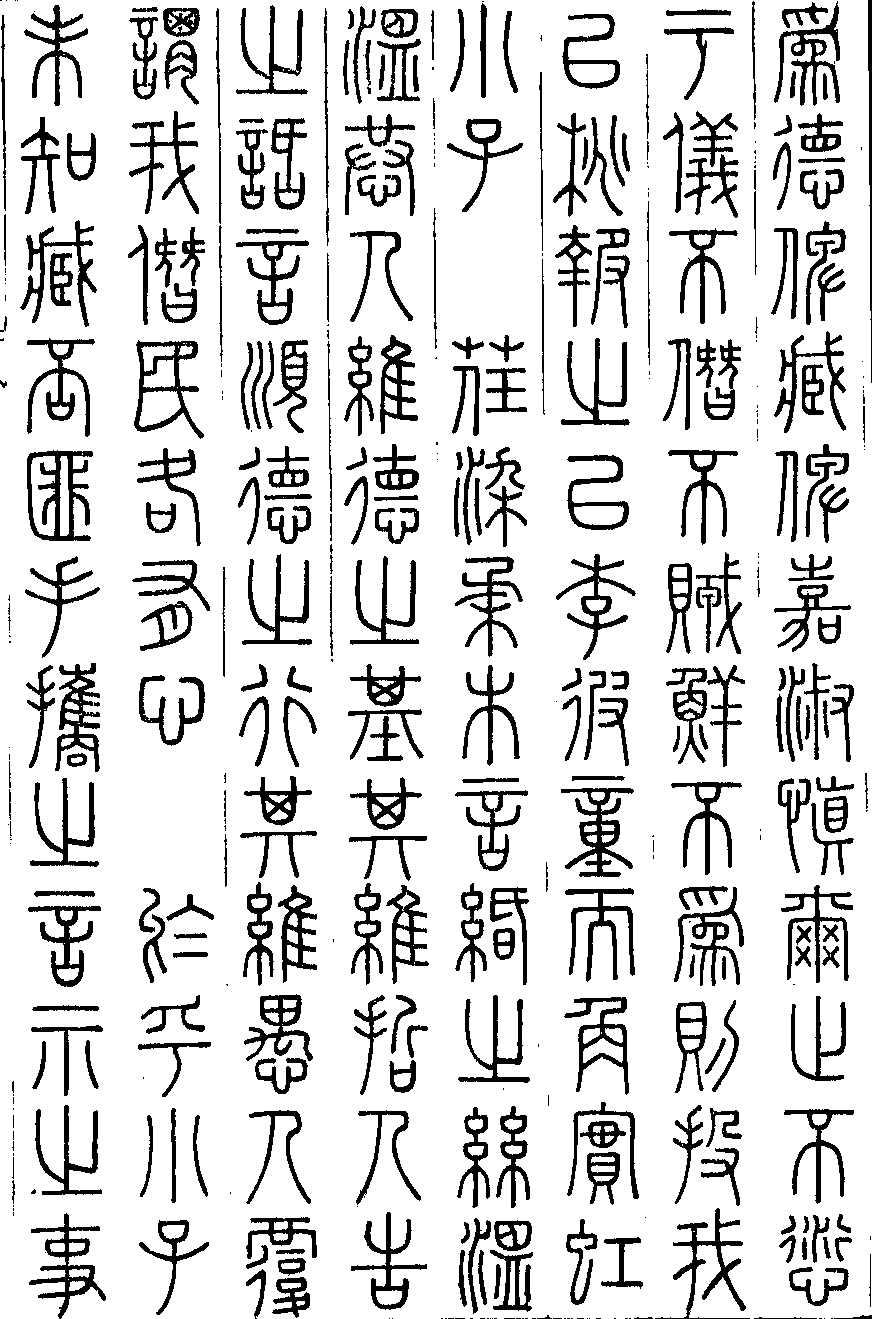 爲德俾臧俾嘉淑慎爾止不愆
于儀不僭不賊鮮不爲則投我
以桃報之以李彼童而角實虹
小子　荏染柔木言緡之絲溫
溫恭人維德之基其維哲人告
之話言順德之行其維愚人覆
謂我僭民各有心　於乎小子
未知臧否匪手攜之言示之事